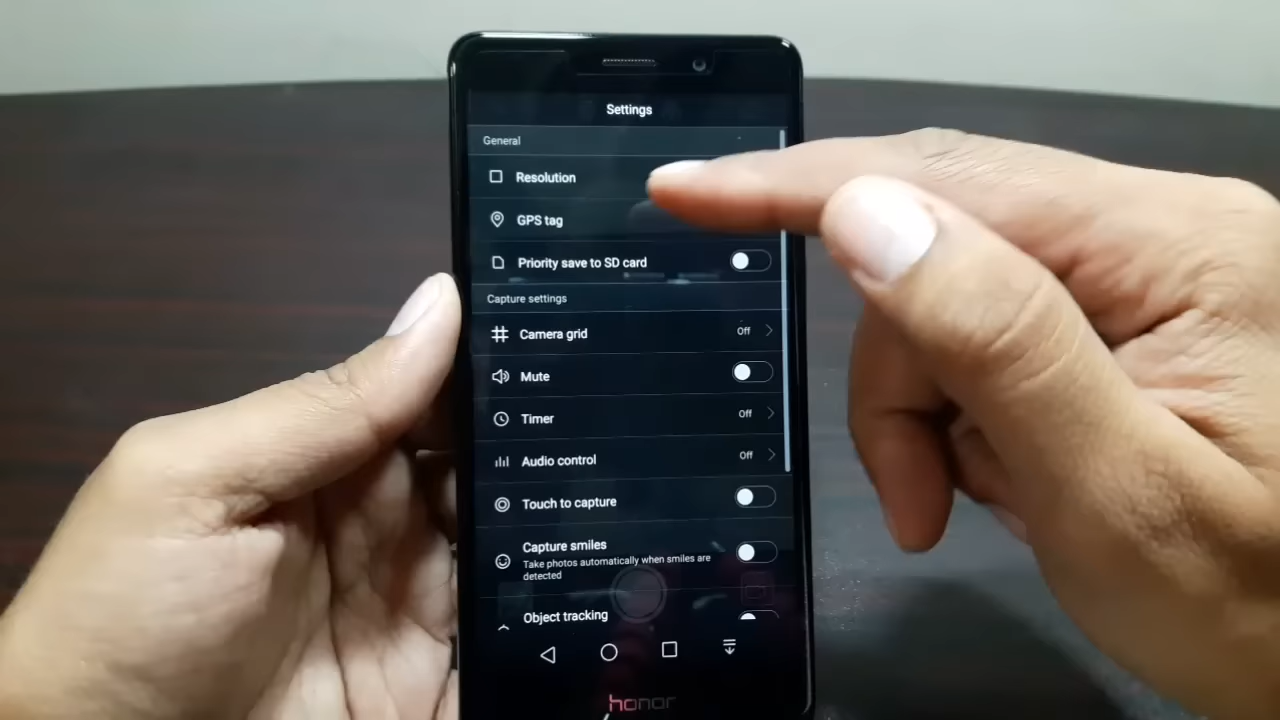 Settings
General
Resolution
GPS tag
Priority save to SD card
Capture settings
Camera grid Off
Mute
Timer Off
Audio control Off
Touch to capture
Capture smiles
Take photos automatically when smiles are
detected
Object tracking
honor